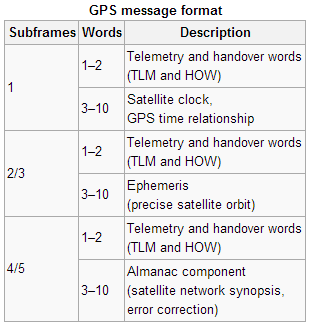 GPS message format
Subframes Words Description
1
1–2
Telemetry and handover words
(TLM and HOW)
3–10
Satellite clock,
GPS time relationship
2/3
1–2
Telemetry and handover words
(TLM and HOW)
3–10
Ephemeris
(precise satellite orbit)
4/5
1–2
Telemetry and handover words
(TLM and HOW)
3–10
Almanac component
(satellite network synopsis,
error correction)